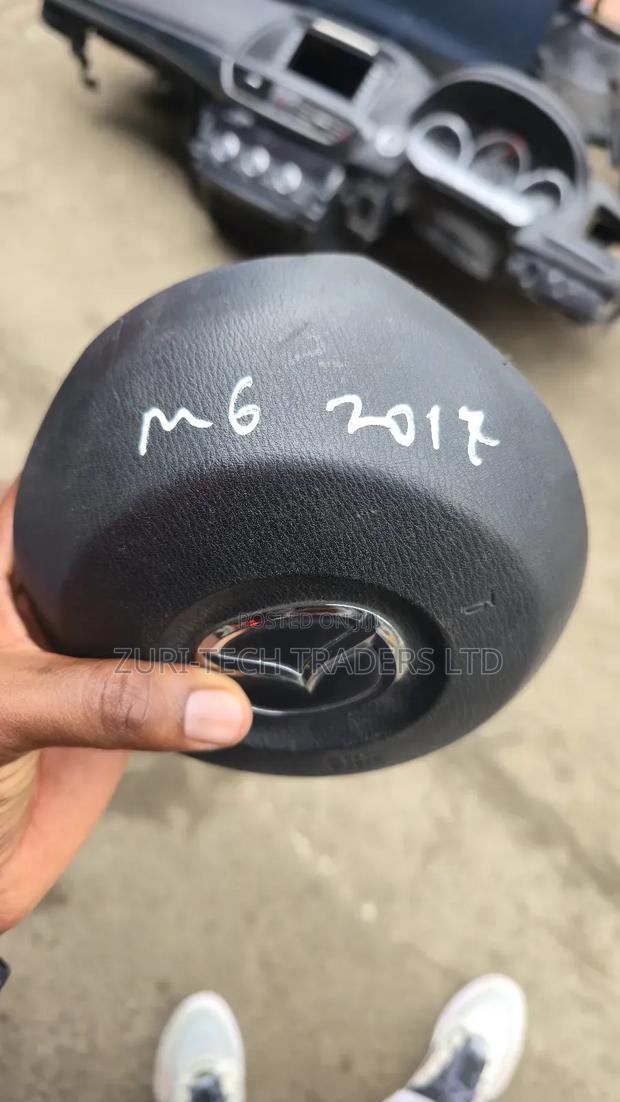 M6 2017
POSTED ON
ZURI-TECH TRADERS LTD